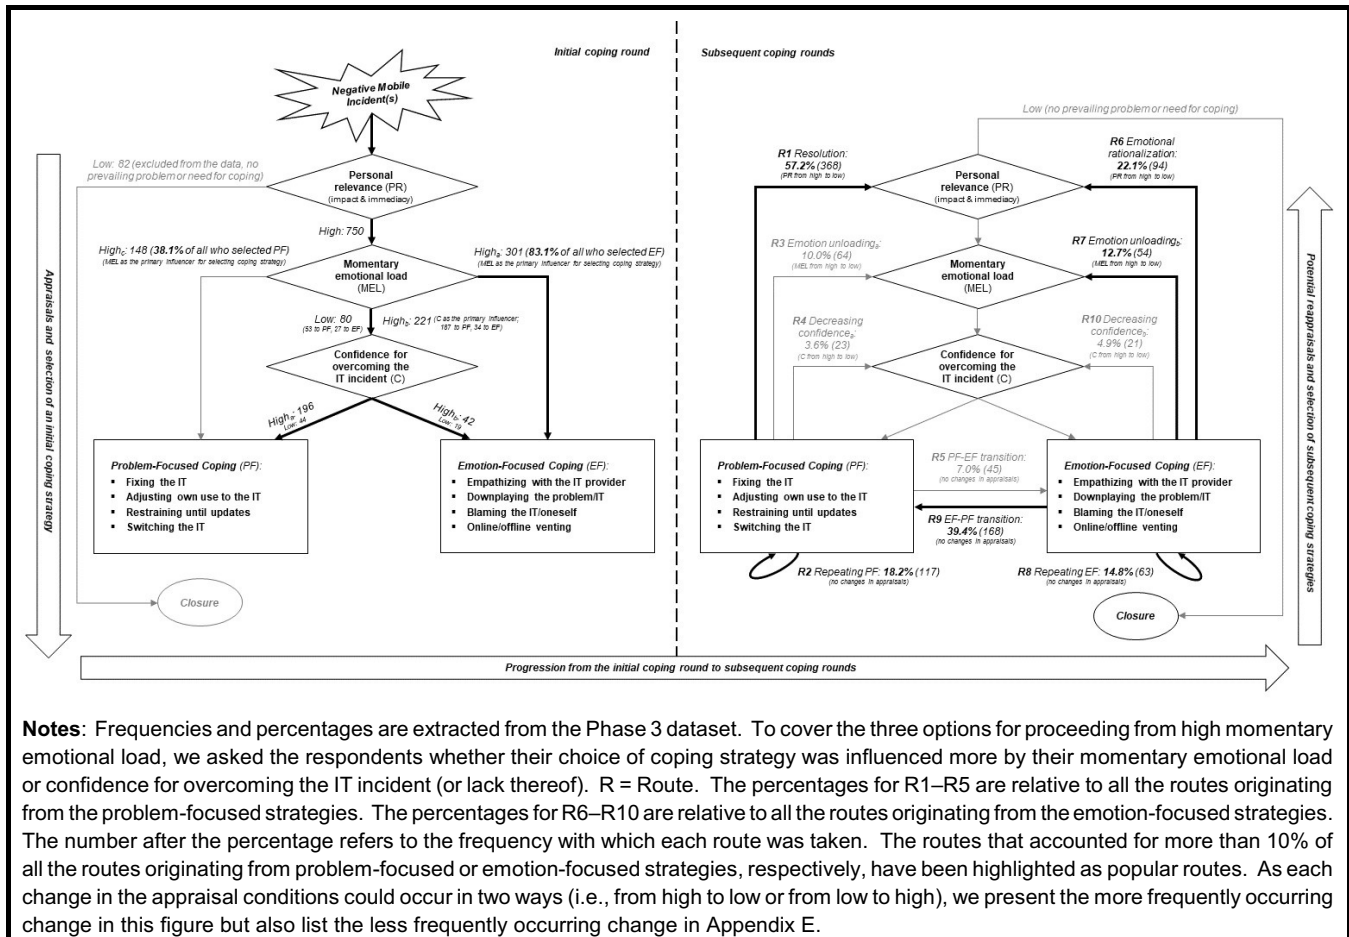 Initial coping round
Subsequent coping rounds
Negative Mobile
Incident(s)
Low: 82 (excluded from the data, no
prevailing problem or need for coping)
Personal
relevance (PR)
(impact & immediacy)
High: 750
High꜀: 148 (38.1% of all who selected PF)
(MEL as the primary influencer for selecting coping strategy)
Highₐ: 301 (83.1% of all who selected EF)
(MEL as the primary influencer for selecting coping strategy)
Momentary
emotional load
(MEL)
Low: 80
(53 to PF, 27 to EF)
High_b: 221 (C as the primary influencer;
187 to PF, 34 to EF)
Confidence for
overcoming the
IT incident (C)
Highₐ: 196
Low: 44
High_b: 42
Low: 19
Problem-Focused Coping (PF):
▪ Fixing the IT
▪ Adjusting own use to the IT
▪ Restraining until updates
▪ Switching the IT
Emotion-Focused Coping (EF):
▪ Empathizing with the IT provider
▪ Downplaying the problem/IT
▪ Blaming the IT/oneself
▪ Online/offline venting
Closure
Appraisals and selection of an initial coping strategy
Low (no prevailing problem or need for coping)
R1 Resolution:
57.2% (368)
(PR from high to low)
R6 Emotional
rationalization:
22.1% (94)
(PR from high to low)
Personal
relevance (PR)
(impact & immediacy)
R3 Emotion unloadingₐ:
10.0% (64)
(MEL from high to low)
R7 Emotion unloading_b:
12.7% (54)
(MEL from high to low)
Momentary
emotional load
(MEL)
R4 Decreasing
confidenceₐ:
3.6% (23)
(C from high to low)
R10 Decreasing
confidence_b:
4.9% (21)
(C from high to low)
Confidence for
overcoming the
IT incident (C)
Problem-Focused Coping (PF):
▪ Fixing the IT
▪ Adjusting own use to the IT
▪ Restraining until updates
▪ Switching the IT
R5 PF-EF transition:
7.0% (45)
(no changes in appraisals)
R9 EF-PF transition:
39.4% (168)
(no changes in appraisals)
Emotion-Focused Coping (EF):
▪ Empathizing with the IT provider
▪ Downplaying the problem/IT
▪ Blaming the IT/oneself
▪ Online/offline venting
R2 Repeating PF: 18.2% (117)
(no changes in appraisals)
R8 Repeating EF: 14.8% (63)
(no changes in appraisals)
Closure
Potential reappraisals and selection of subsequent coping strategies
Progression from the initial coping round to subsequent coping rounds
Notes: Frequencies and percentages are extracted from the Phase 3 dataset. To cover the three options for proceeding from high momentary
emotional load, we asked the respondents whether their choice of coping strategy was influenced more by their momentary emotional load
or confidence for overcoming the IT incident (or lack thereof). R = Route. The percentages for R1–R5 are relative to all the routes originating
from the problem-focused strategies. The percentages for R6–R10 are relative to all the routes originating from the emotion-focused strategies.
The number after the percentage refers to the frequency with which each route was taken. The routes that accounted for more than 10% of
all the routes originating from problem-focused or emotion-focused strategies, respectively, have been highlighted as popular routes. As each
change in the appraisal conditions could occur in two ways (i.e., from high to low or from low to high), we present the more frequently occurring
change in this figure but also list the less frequently occurring change in Appendix E.